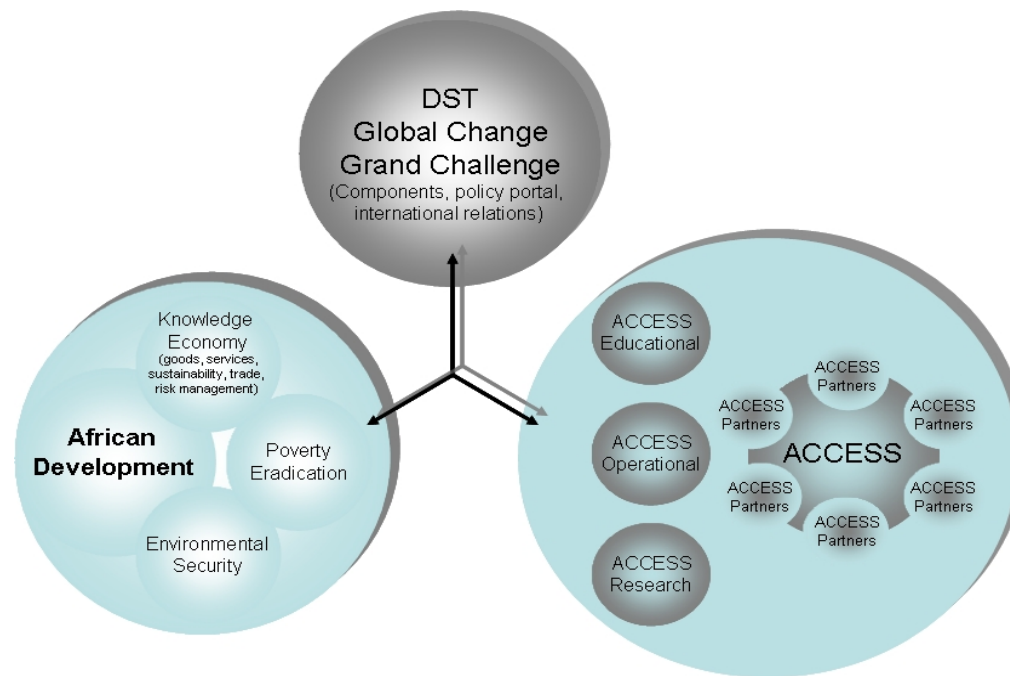 DST
Global Change
Grand Challenge
(Components, policy portal,
international relations)
Knowledge
Economy
(goods, services,
sustainability, trade,
risk management)
African
Development
Poverty
Eradication
Environmental
Security
ACCESS
Educational
ACCESS
Operational
ACCESS
Research
ACCESS
Partners
ACCESS
Partners
ACCESS
Partners
ACCESS
ACCESS
Partners
ACCESS
Partners
ACCESS
Partners